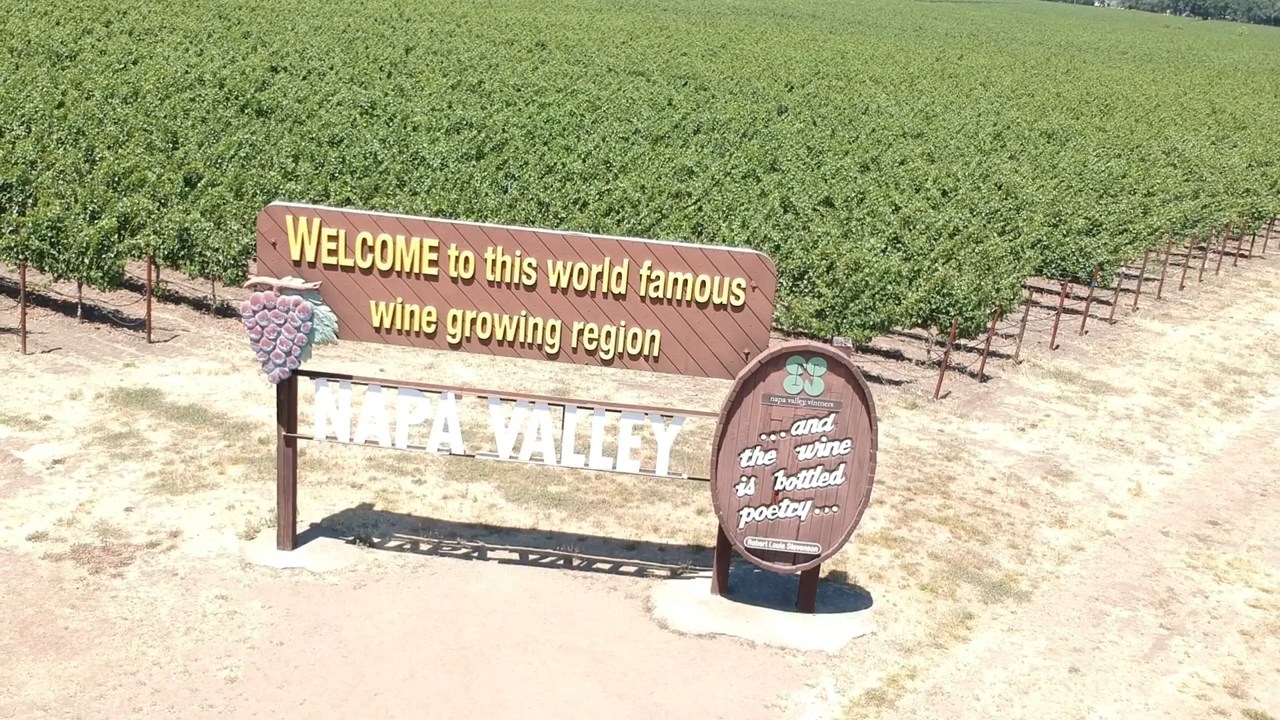 WELCOME to this world famous
wine growing region
NAPA VALLEY
napa valley vintners
...and
the wine
is bottled
poetry...
Robert Louis Stevenson